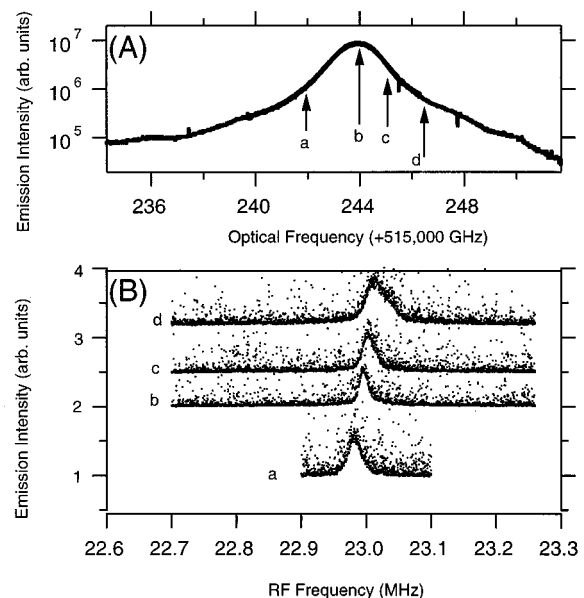 (A)
Emission Intensity (arb. units)
10^7
10^6
10^5
a
b
c
d
236 240 244 248
Optical Frequency (+515,000 GHz)
(B)
Emission Intensity (arb. units)
4
3
2
1
d
c
b
a
22.6 22.7 22.8 22.9 23.0 23.1 23.2 23.3
RF Frequency (MHz)